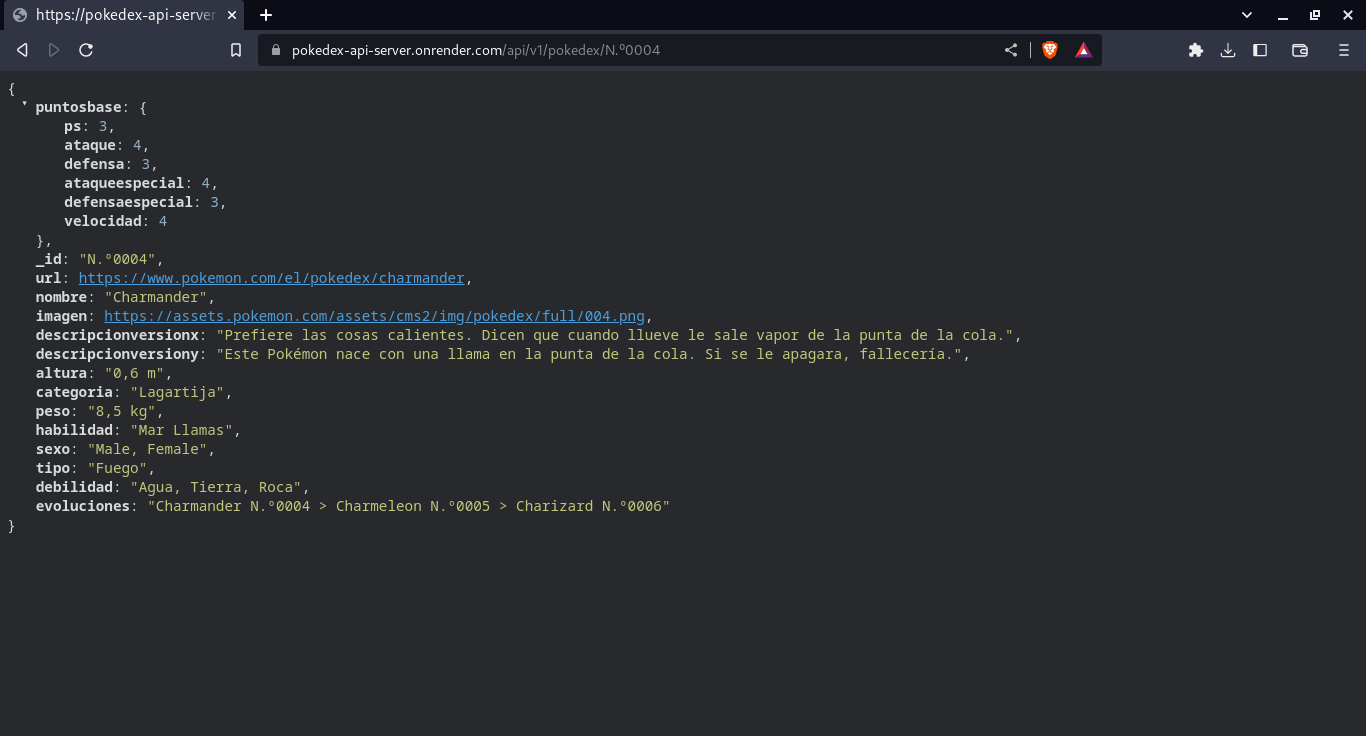 https://pokedex-api-server
pokedex-api-server.onrender.com/api/v1/pokedex/N.º0004
{
puntosbase: {
ps: 3,
ataque: 4,
defensa: 3,
ataqueespecial: 4,
defensaespecial: 3,
velocidad: 4
},
_id: "N.º0004",
url: https://www.pokemon.com/el/pokedex/charmander,
nombre: "Charmander",
imagen: https://assets.pokemon.com/assets/cms2/img/pokedex/full/004.png,
descripcionversionx: "Prefiere las cosas calientes. Dicen que cuando llueve le sale vapor de la punta de la cola.",
descripcionversiony: "Este Pokémon nace con una llama en la punta de la cola. Si se le apagara, fallecería.",
altura: "0,6 m",
categoria: "Lagartija",
peso: "8,5 kg",
habilidad: "Mar Llamas",
sexo: "Male, Female",
tipo: "Fuego",
debilidad: "Agua, Tierra, Roca",
evoluciones: "Charmander N.º0004 > Charmeleon N.º0005 > Charizard N.º0006"
}